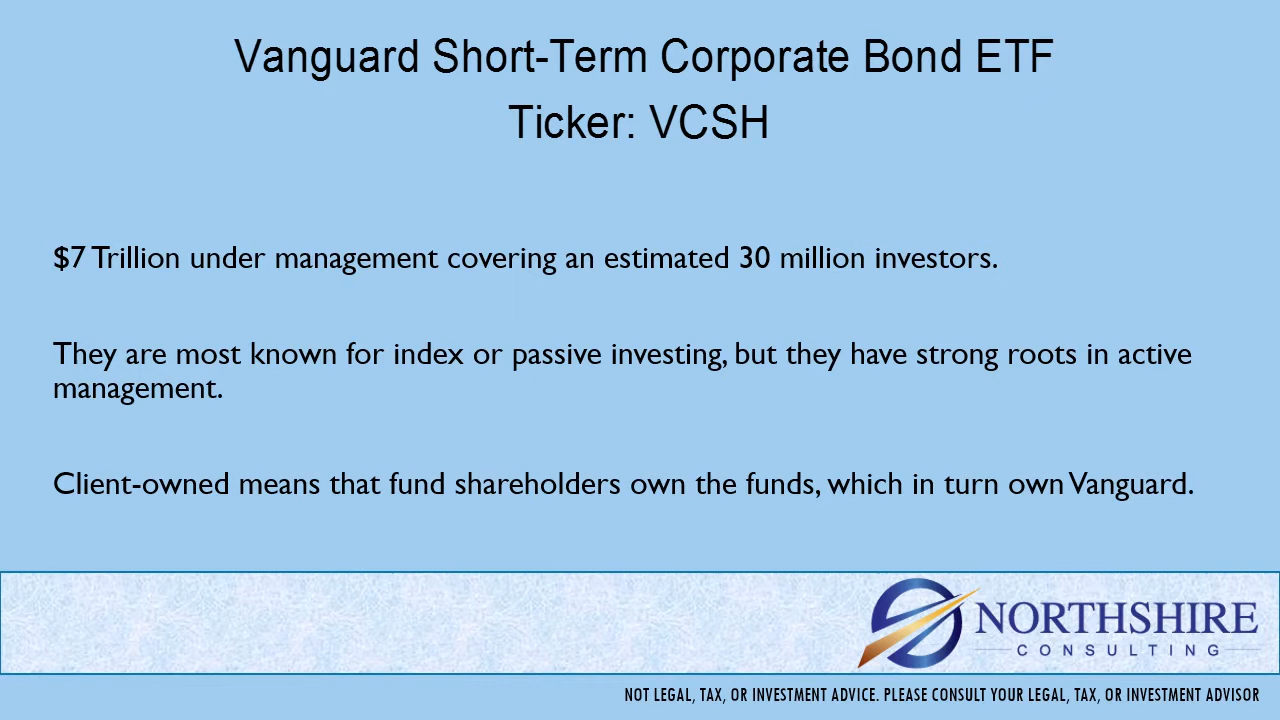 Vanguard Short-Term Corporate Bond ETF
Ticker: VCSH
$7 Trillion under management covering an estimated 30 million investors.
They are most known for index or passive investing, but they have strong roots in active
management.
Client-owned means that fund shareholders own the funds, which in turn own Vanguard.
NORTHSHIRE
CONSULTING
NOT LEGAL, TAX, OR INVESTMENT ADVICE. PLEASE CONSULT YOUR LEGAL, TAX, OR INVESTMENT ADVISOR